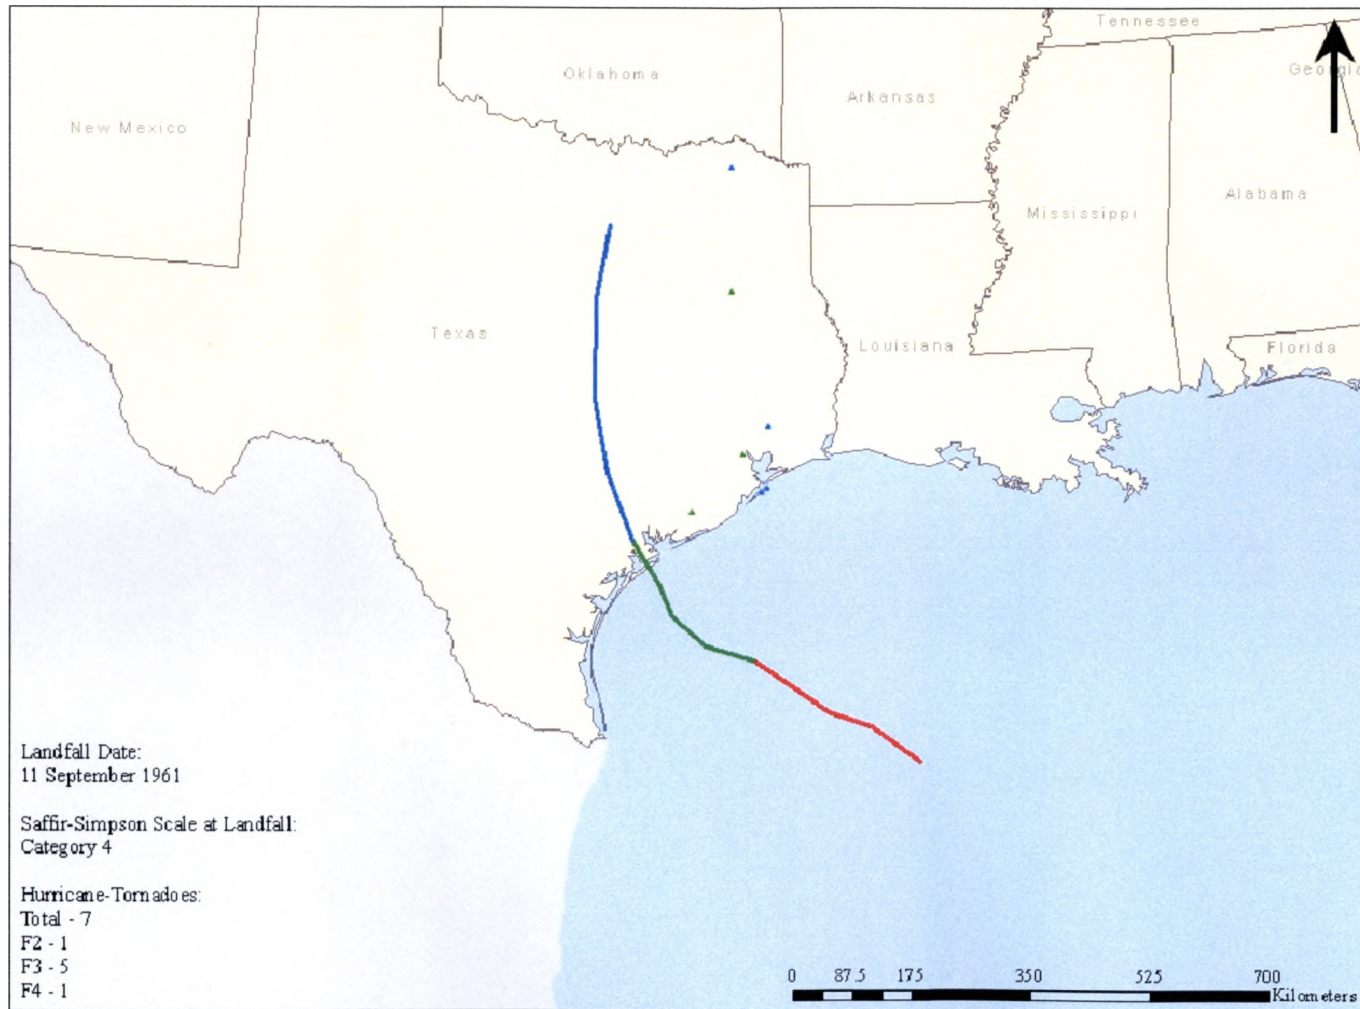 Tennessee
Oklahoma
Georgia
Arkansas
New Mexico
Alabama
Mississippi
Texas
Louisiana
Florida
Landfall Date:
11 September 1961
Saffir-Simpson Scale at Landfall:
Category 4
Hurricane-Tornadoes:
Total - 7
F2 - 1
F3 - 5
F4 - 1
0 87.5 175 350 525 700
Kilometers